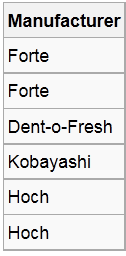 Manufacturer
Forte
Forte
Dent-o-Fresh
Kobayashi
Hoch
Hoch